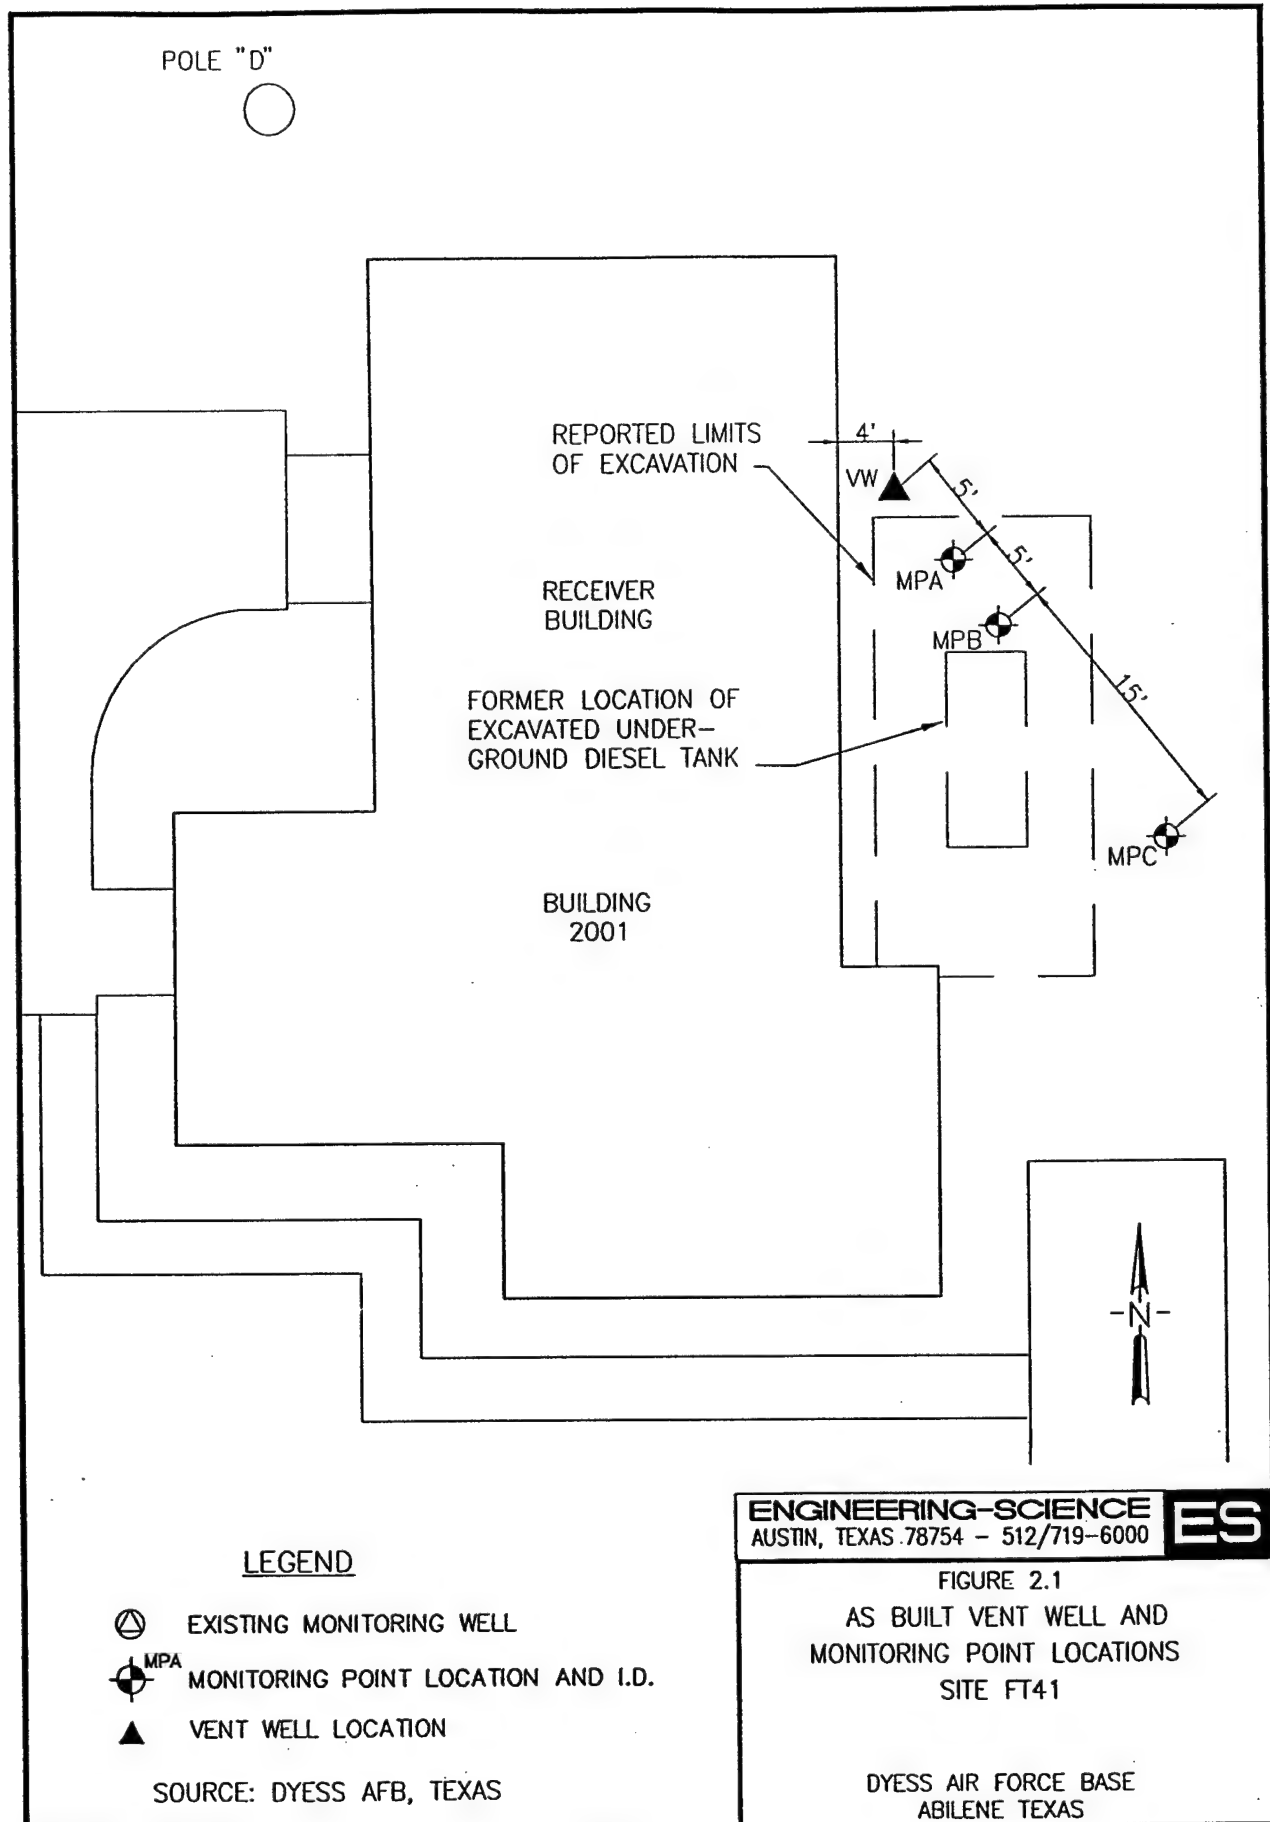 POLE "D"
REPORTED LIMITS
OF EXCAVATION
4'
VW
5'
5'
MPA
MPB
15'
MPC
RECEIVER
BUILDING
FORMER LOCATION OF
EXCAVATED UNDER-
GROUND DIESEL TANK
BUILDING
2001
-N-
LEGEND
EXISTING MONITORING WELL
MPA MONITORING POINT LOCATION AND I.D.
VENT WELL LOCATION
SOURCE: DYESS AFB, TEXAS
ENGINEERING-SCIENCE
AUSTIN, TEXAS 78754 - 512/719-6000
ES
FIGURE 2.1
AS BUILT VENT WELL AND
MONITORING POINT LOCATIONS
SITE FT41
DYESS AIR FORCE BASE
ABILENE TEXAS